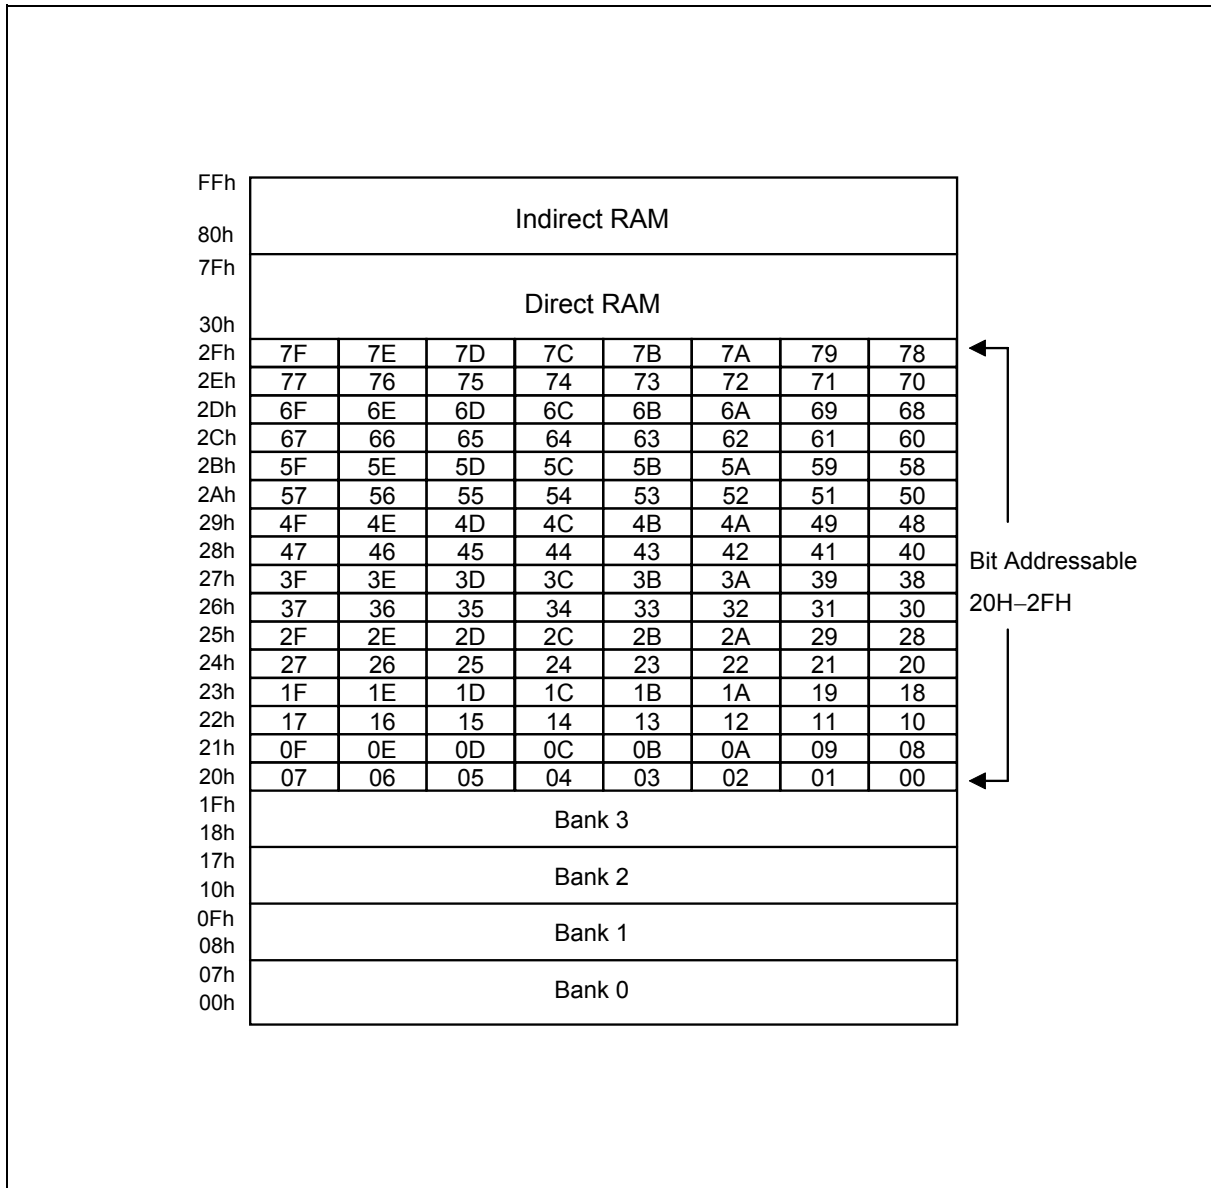 FFh
Indirect RAM
80h
7Fh
Direct RAM
30h
2Fh 7F 7E 7D 7C 7B 7A 79 78
2Eh 77 76 75 74 73 72 71 70
2Dh 6F 6E 6D 6C 6B 6A 69 68
2Ch 67 66 65 64 63 62 61 60
2Bh 5F 5E 5D 5C 5B 5A 59 58
2Ah 57 56 55 54 53 52 51 50
29h 4F 4E 4D 4C 4B 4A 49 48
28h 47 46 45 44 43 42 41 40
27h 3F 3E 3D 3C 3B 3A 39 38
26h 37 36 35 34 33 32 31 30
25h 2F 2E 2D 2C 2B 2A 29 28
24h 27 26 25 24 23 22 21 20
23h 1F 1E 1D 1C 1B 1A 19 18
22h 17 16 15 14 13 12 11 10
21h 0F 0E 0D 0C 0B 0A 09 08
20h 07 06 05 04 03 02 01 00
Bit Addressable
20H–2FH
1Fh
Bank 3
18h
17h
Bank 2
10h
0Fh
Bank 1
08h
07h
Bank 0
00h